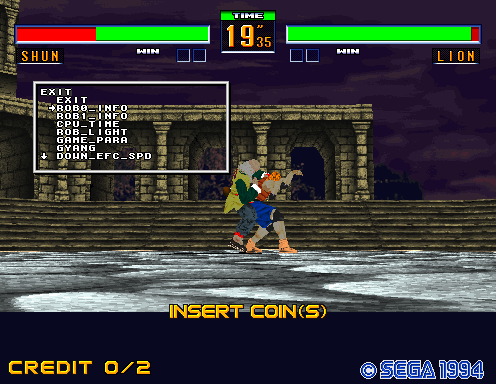 TIME
19"35
SHUN
WIN
WIN
LION
EXIT
EXIT
→ROB0_INFO
ROB1_INFO
CPU_TIME
ROB_LIGHT
GAME_PARA
GYANG
↓ DOWN_EFC_SPD
INSERT COIN(S)
CREDIT 0/2
© SEGA 1994